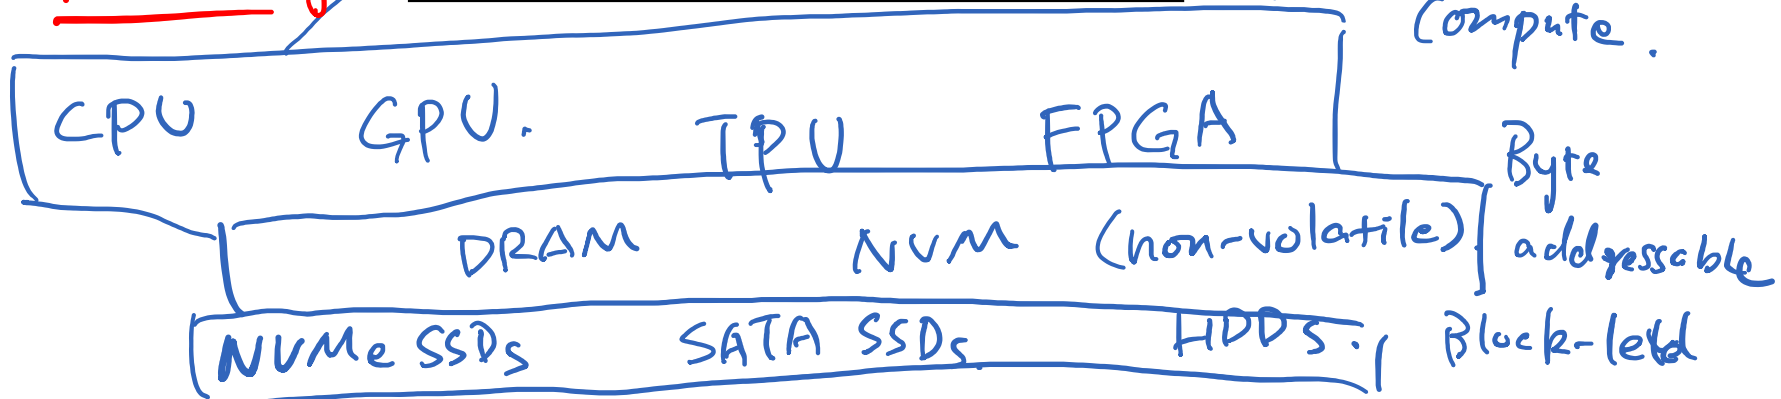 Compute.
CPU GPU. TPU FPGA
Byte
addressable
DRAM NVM (non-volatile)
NVMe SSDs SATA SSDs HDDs.
Block-level